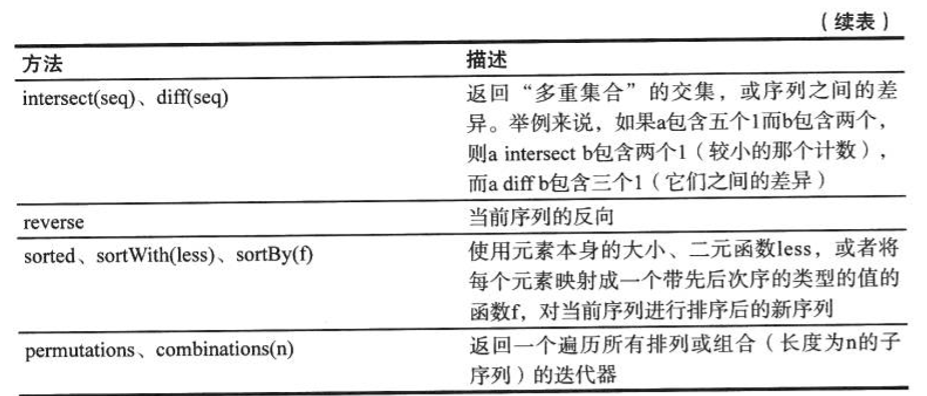 （续表）
方法 描述
intersect(seq)、diff(seq) 返回“多重集合”的交集，或序列之间的差
异。举例来说，如果a包含五个1而b包含两个，
则a intersect b包含两个1（较小的那个计数），
而a diff b包含三个1（它们之间的差异）
reverse 当前序列的反向
sorted、sortWith(less)、sortBy(f) 使用元素本身的大小、二元函数less，或者将
每个元素映射成一个带先后次序的类型的值的
函数f，对当前序列进行排序后的新序列
permutations、combinations(n) 返回一个遍历所有排列或组合（长度为n的子
序列）的迭代器